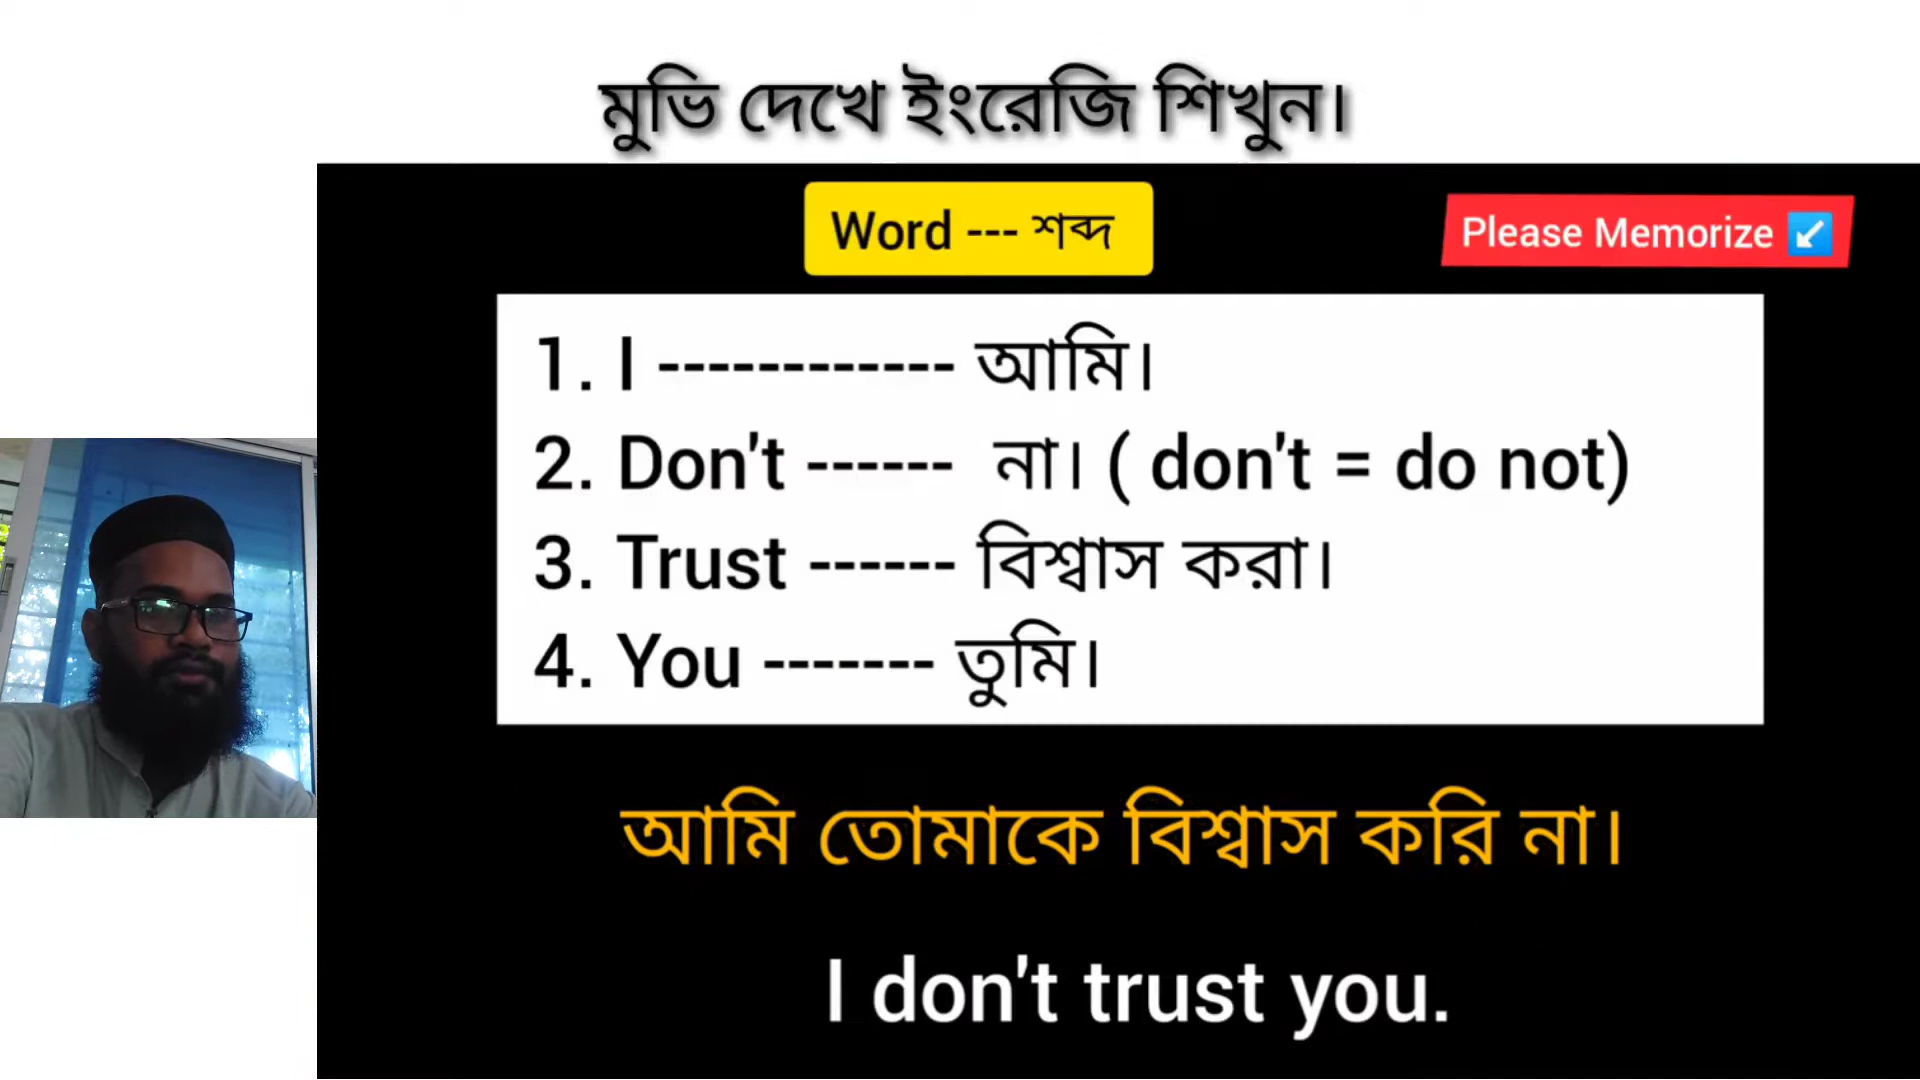 মুভি দেখে ইংরেজি শিখুন।
Word --- শব্দ
Please Memorize
1. I ------------ আমি।
2. Don't ------ না। ( don't = do not)
3. Trust ------ বিশ্বাস করা।
4. You ------- তুমি।
আমি তোমাকে বিশ্বাস করি না।
I don't trust you.